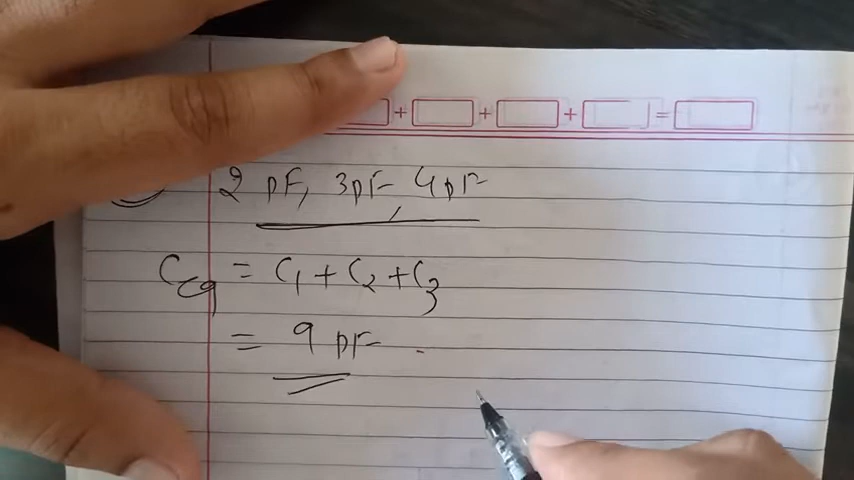 + + + =
2 pF, 3pF, 4pF
Ceq = C1 + C2 + C3
= 9 pF.